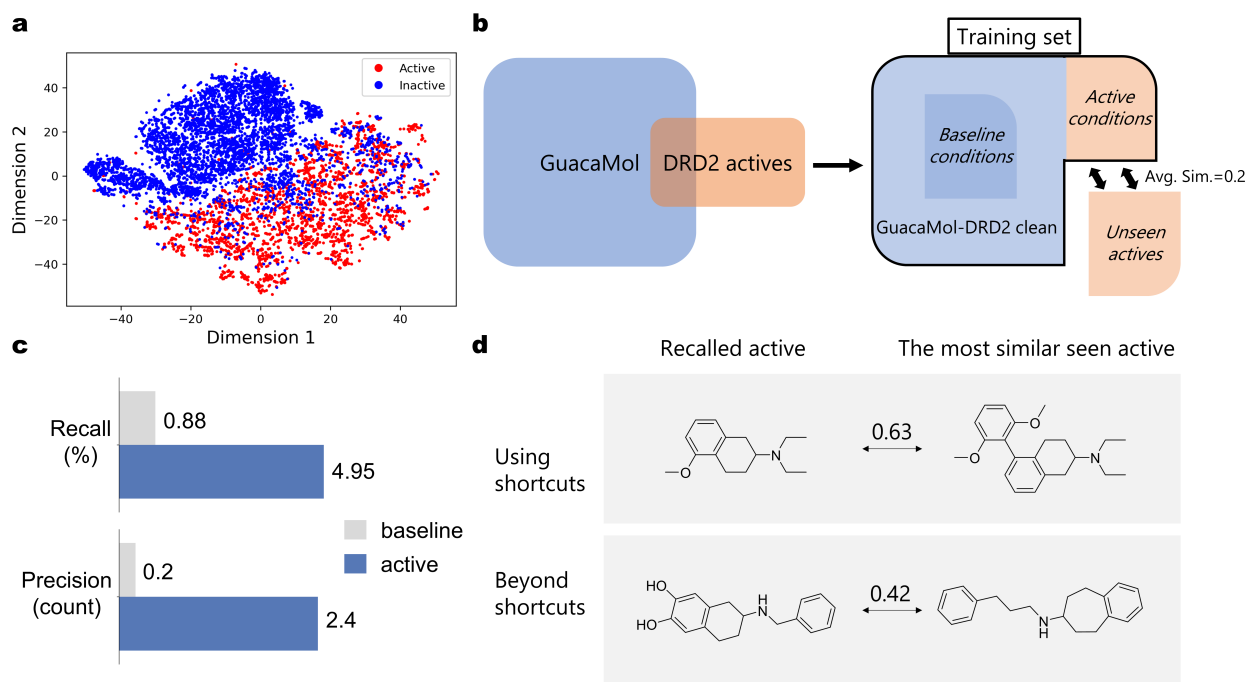 a
Active
Inactive
40
20
0
−20
−40
Dimension 2
−40
−20
0
20
40
Dimension 1
b
GuacaMol
DRD2 actives
Training set
Baseline
conditions
GuacaMol-DRD2 clean
Active
conditions
Avg. Sim.=0.2
Unseen
actives
c
Recall
(%)
0.88
4.95
baseline
active
Precision
(count)
0.2
2.4
d
Recalled active
The most similar seen active
Using
shortcuts
O
N
0.63
O
O
N
Beyond
shortcuts
HO
HO
H
N
0.42
N
H